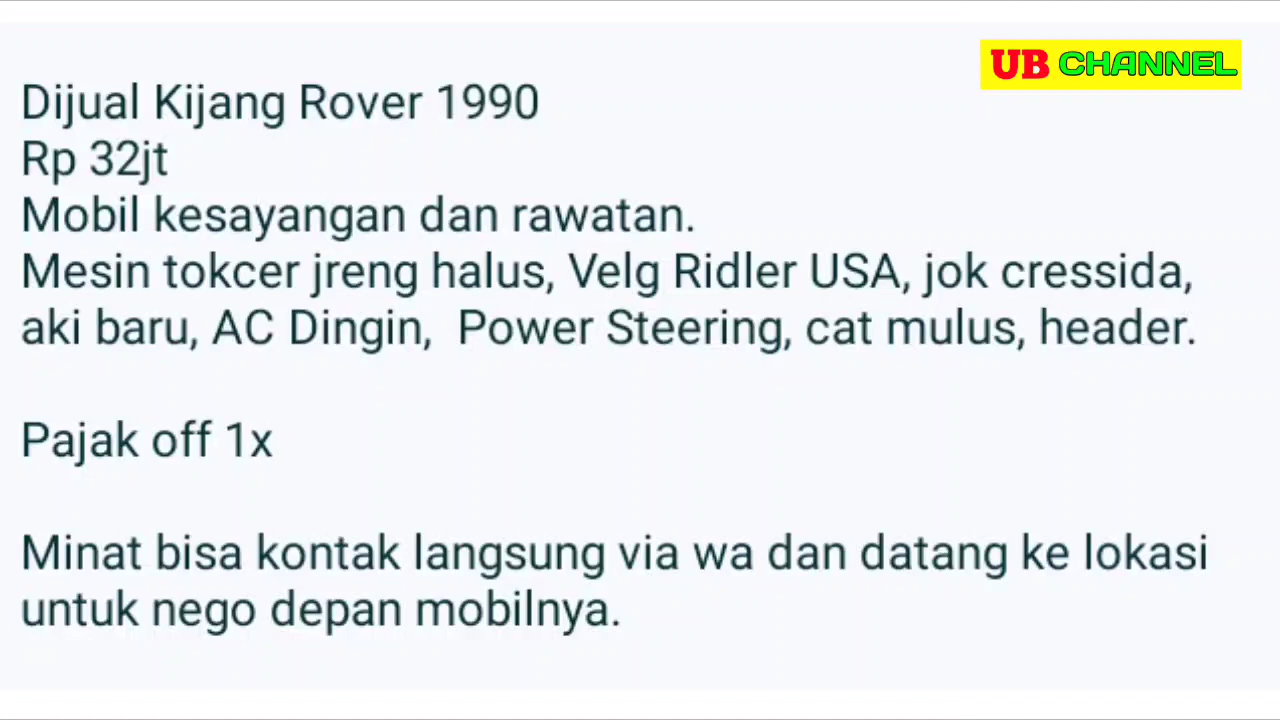 UB CHANNEL
Dijual Kijang Rover 1990
Rp 32jt
Mobil kesayangan dan rawatan.
Mesin tokcer jreng halus, Velg Ridler USA, jok cressida,
aki baru, AC Dingin,  Power Steering, cat mulus, header.
Pajak off 1x
Minat bisa kontak langsung via wa dan datang ke lokasi
untuk nego depan mobilnya.